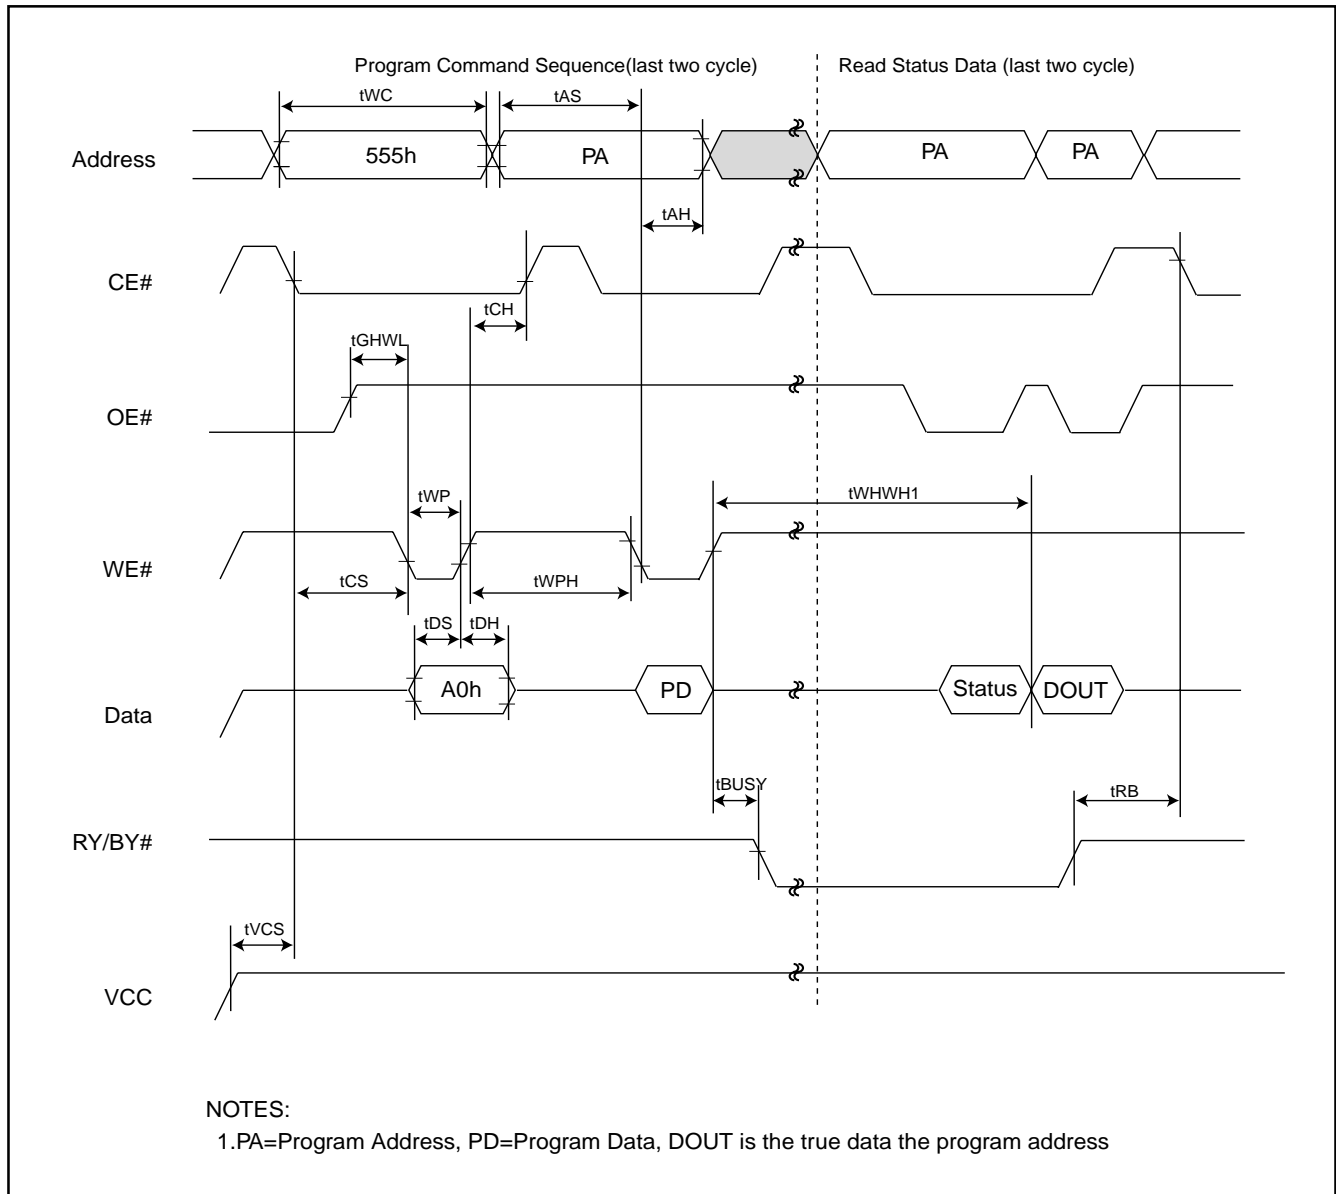 Program Command Sequence(last two cycle)
Read Status Data (last two cycle)
tWC
tAS
Address
555h
PA
PA
PA
tAH
CE#
tCH
tGHWL
OE#
tWP
tWHWH1
WE#
tCS
tWPH
tDS
tDH
A0h
PD
Status
DOUT
Data
tBUSY
tRB
RY/BY#
tVCS
VCC
NOTES:
1.PA=Program Address, PD=Program Data, DOUT is the true data the program address